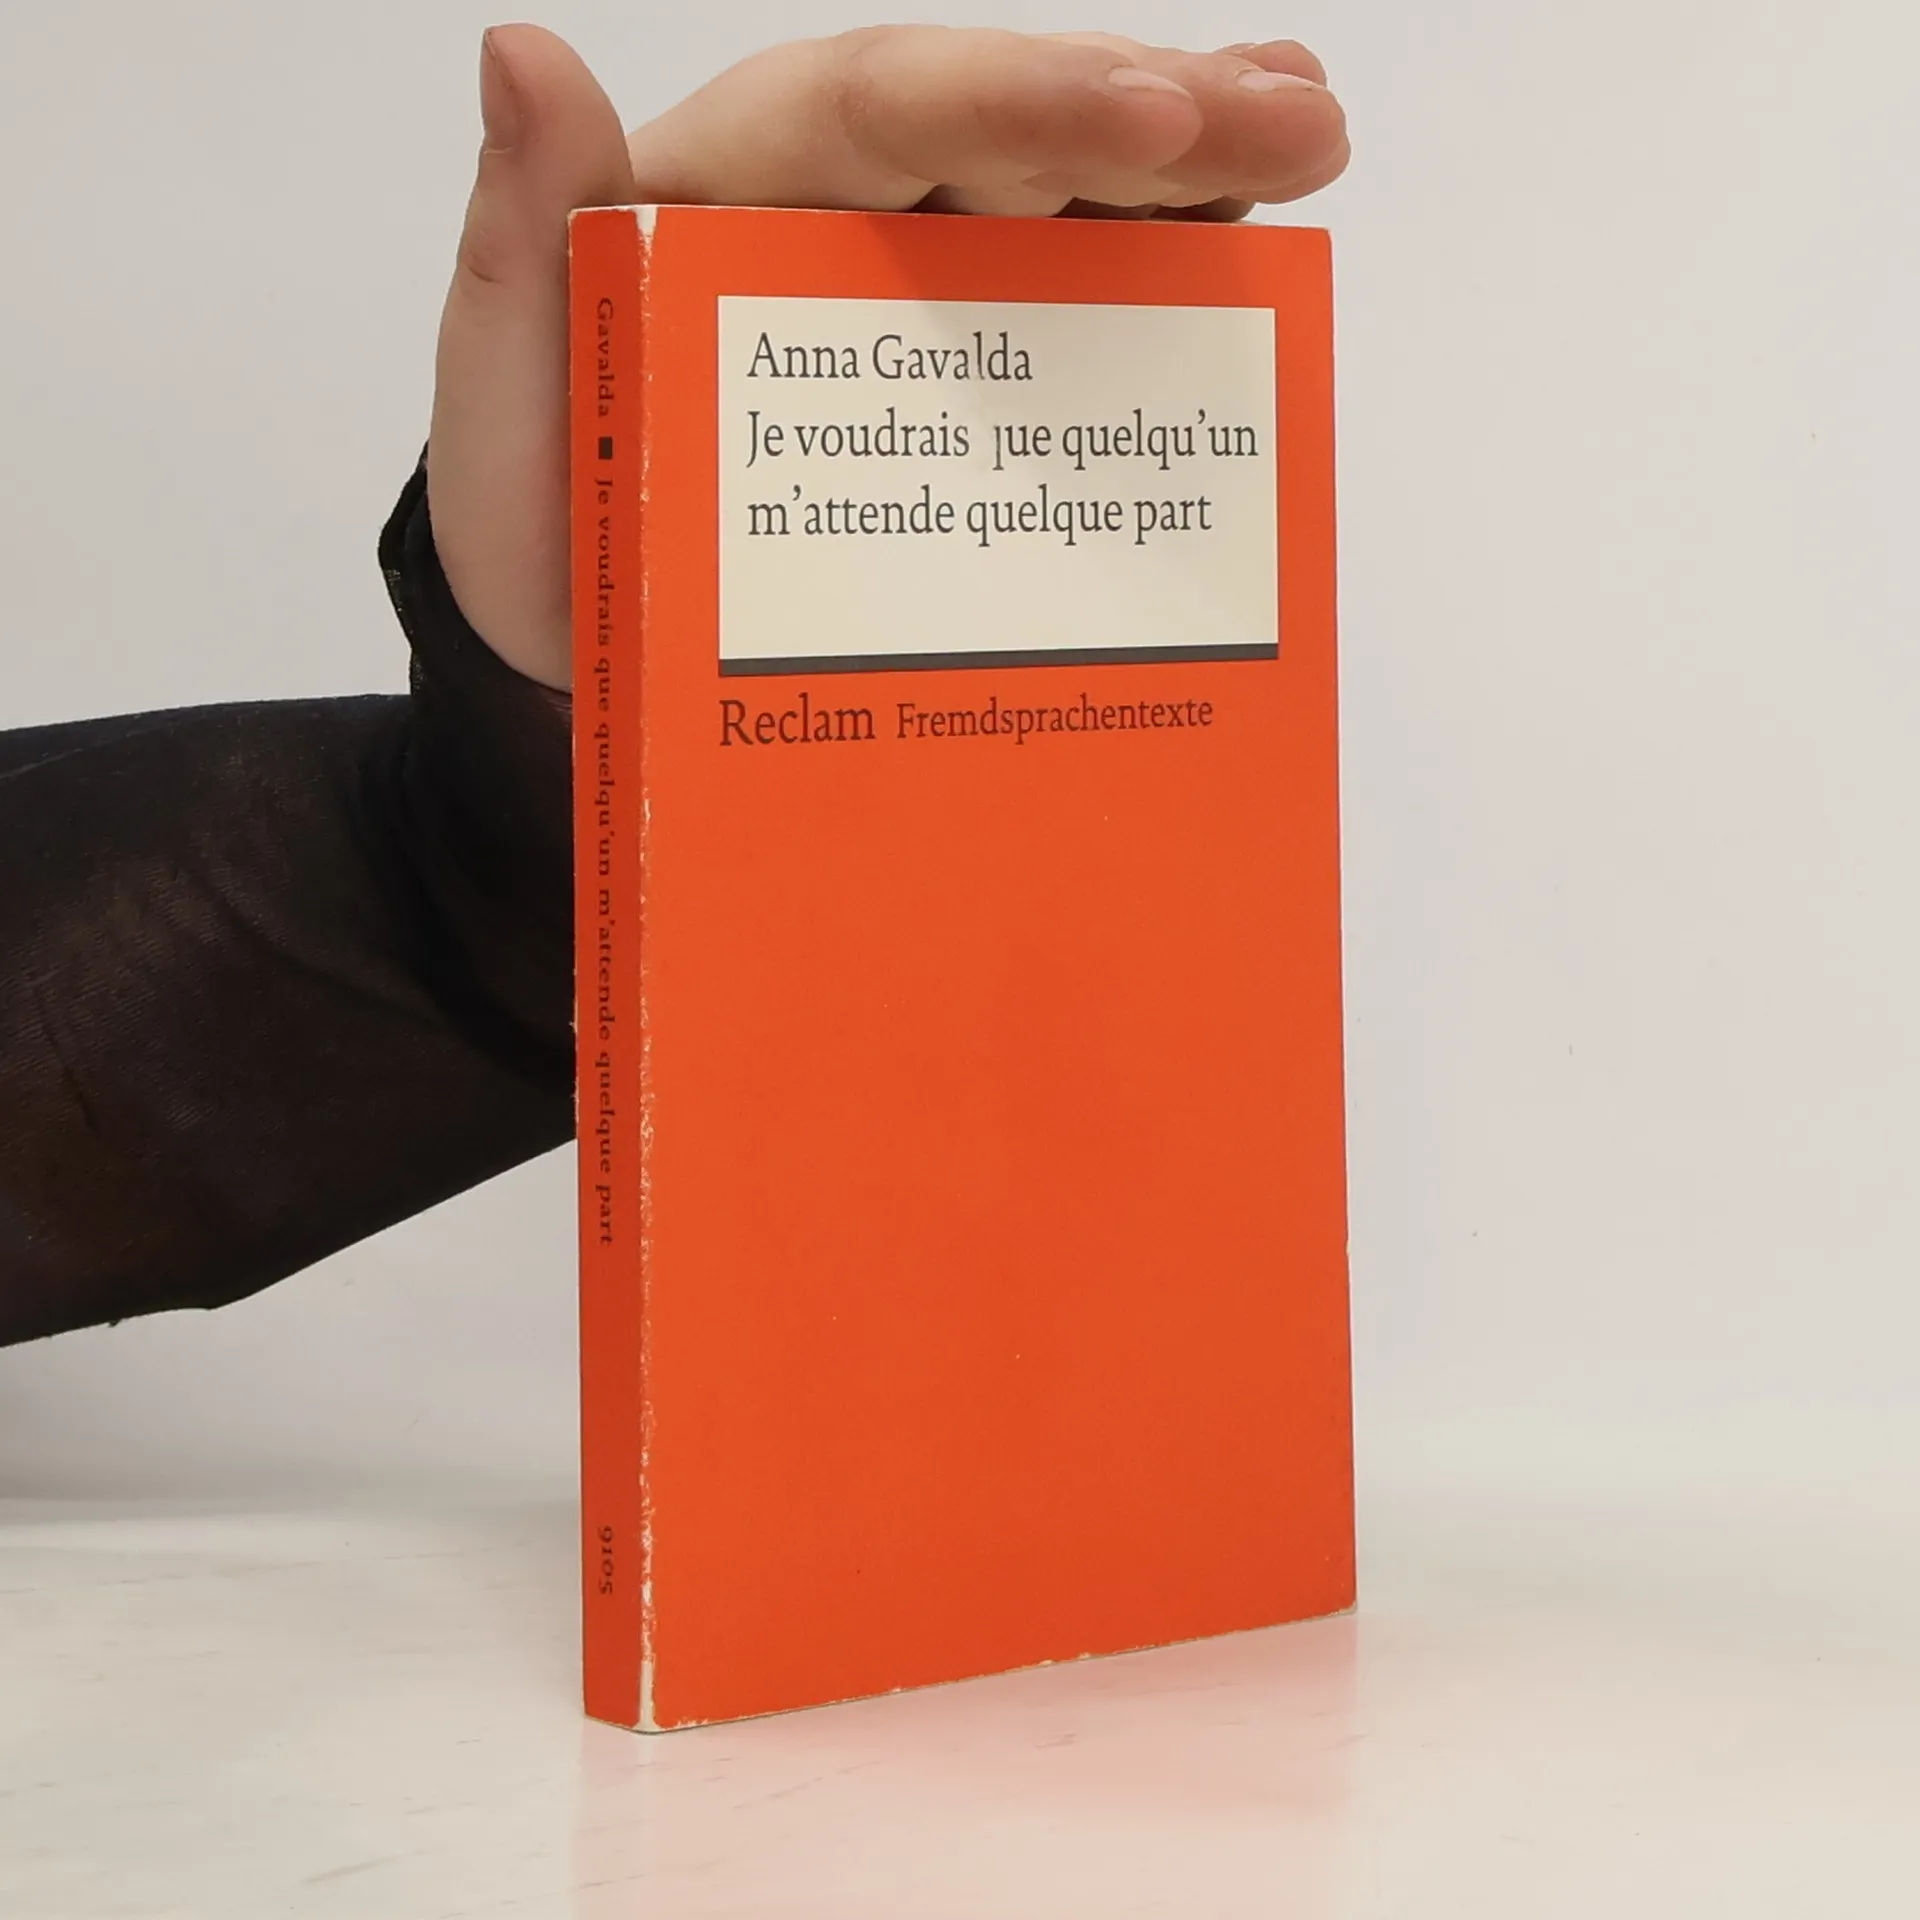 Anna Gavalda
Je voudrais que quelqu'un
m'attende quelque part
Reclam Fremdsprachentexte
Gavalda ■ Je voudrais que quelqu'un m'attende quelque part 9105